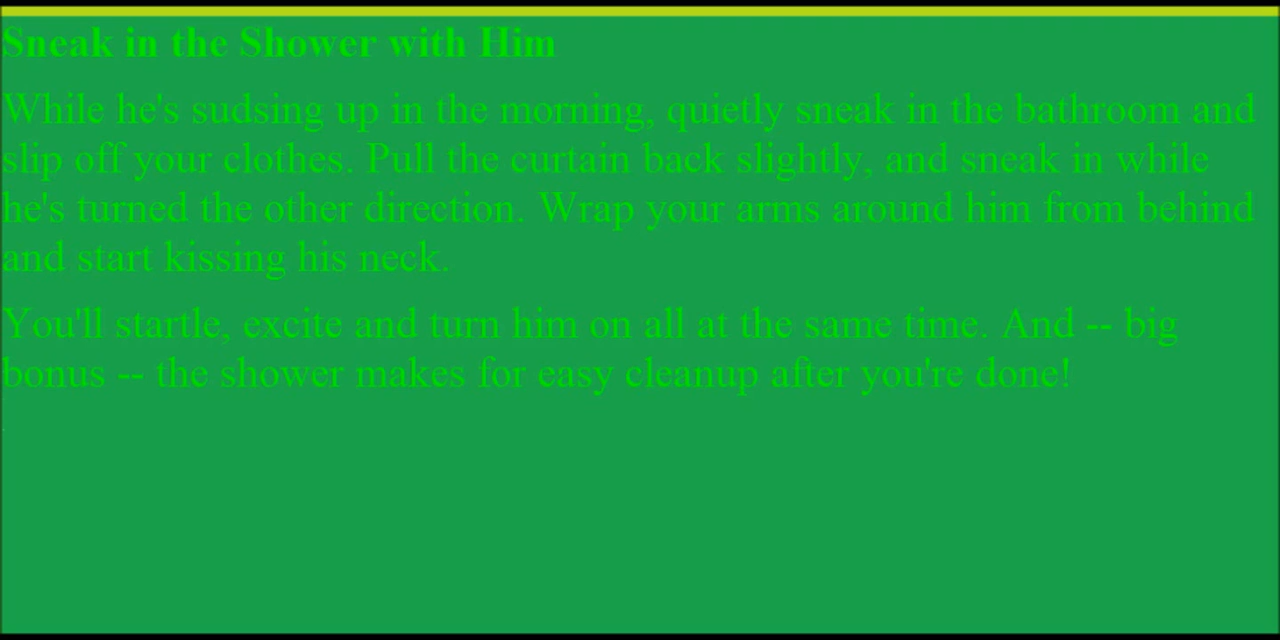 Sneak in the Shower with Him
While he's sudsing up in the morning, quietly sneak in the bathroom and
slip off your clothes. Pull the curtain back slightly, and sneak in while
he's turned the other direction. Wrap your arms around him from behind
and start kissing his neck.
You'll startle, excite and turn him on all at the same time. And -- big
bonus -- the shower makes for easy cleanup after you're done!